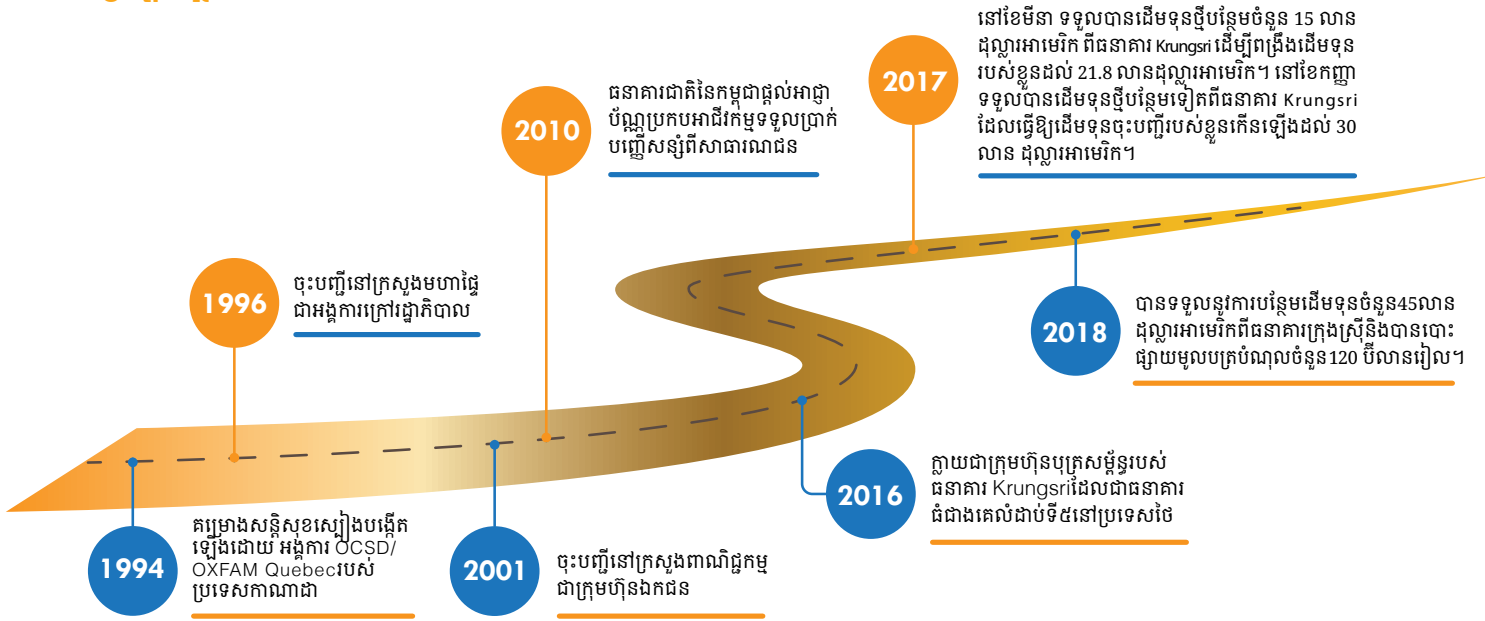 1994
គម្រោងសន្តិសុខស្បៀងបង្កើត
ឡើងដោយ អង្គការ OCSD/
OXFAM Quebecរបស់
ប្រទេសកាណាដា
1996
ចុះបញ្ជីនៅក្រសួងមហាផ្ទៃ
ជាអង្គការក្រៅរដ្ឋាភិបាល
2001
ចុះបញ្ជីនៅក្រសួងពាណិជ្ជកម្ម
ជាក្រុមហ៊ុនឯកជន
2010
ធនាគារជាតិនៃកម្ពុជាផ្តល់អាជ្ញា
ប័ណ្ណប្រកបអាជីវកម្មទទួលប្រាក់
បញ្ញើសន្សំពីសាធារណជន
2016
ក្លាយជាក្រុមហ៊ុនបុត្រសម្ព័ន្ធរបស់
ធនាគារ Krungsriដែលជាធនាគារ
ធំជាងគេលំដាប់ទី៥នៅប្រទេសថៃ
2017
នៅខែមីនា ទទួលបានដើមទុនថ្មីបន្ថែមចំនួន 15 លាន
ដុល្លារអាមេរិក ពីធនាគារ Krungsri ដើម្បីពង្រឹងដើមទុន
របស់ខ្លួនដល់ 21.8 លានដុល្លារអាមេរិក។ នៅខែកញ្ញា
ទទួលបានដើមទុនថ្មីបន្ថែមទៀតពីធនាគារ Krungsri
ដែលធ្វើឱ្យដើមទុនចុះបញ្ជីរបស់ខ្លួនកើនឡើងដល់ 30
លាន ដុល្លារអាមេរិក។
2018
បានទទួលនូវការបន្ថែមដើមទុនចំនួន45លាន
ដុល្លារអាមេរិកពីធនាគារក្រុងស្រ៊ីនិងបានបោះ
ផ្សាយមូលបត្របំណុលចំនួន120 ប៊ីលានរៀល។